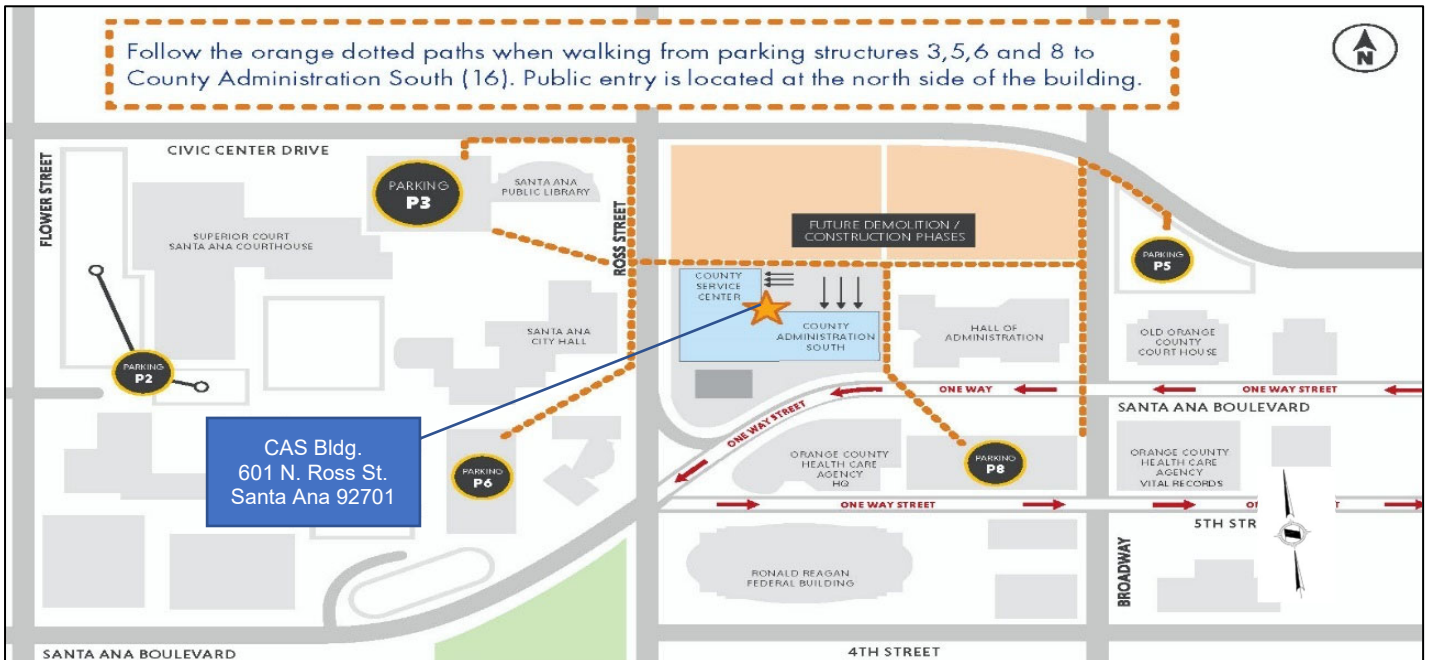 Follow the orange dotted paths when walking from parking structures 3,5,6 and 8 to
County Administration South (16). Public entry is located at the north side of the building.
N
CIVIC CENTER DRIVE
FLOWER STREET
PARKING
P3
SANTA ANA
PUBLIC LIBRARY
SUPERIOR COURT
SANTA ANA COURTHOUSE
ROSS STREET
FUTURE DEMOLITION /
CONSTRUCTION PHASES
PARKING
P5
COUNTY
SERVICE
CENTER
COUNTY
ADMINISTRATION
SOUTH
HALL OF
ADMINISTRATION
OLD ORANGE
COUNTY
COURT HOUSE
SANTA ANA
CITY HALL
PARKING
P2
ONE WAY
ONE WAY STREET
SANTA ANA BOULEVARD
ONE WAY STREET
CAS Bldg.
601 N. Ross St.
Santa Ana 92701
PARKING
P6
ORANGE COUNTY
HEALTH CARE
AGENCY
HQ
PARKING
P8
ORANGE COUNTY
HEALTH CARE
AGENCY
VITAL RECORDS
ONE WAY STREET
5TH STR
BROADWAY
RONALD REAGAN
FEDERAL BUILDING
SANTA ANA BOULEVARD
4TH STREET